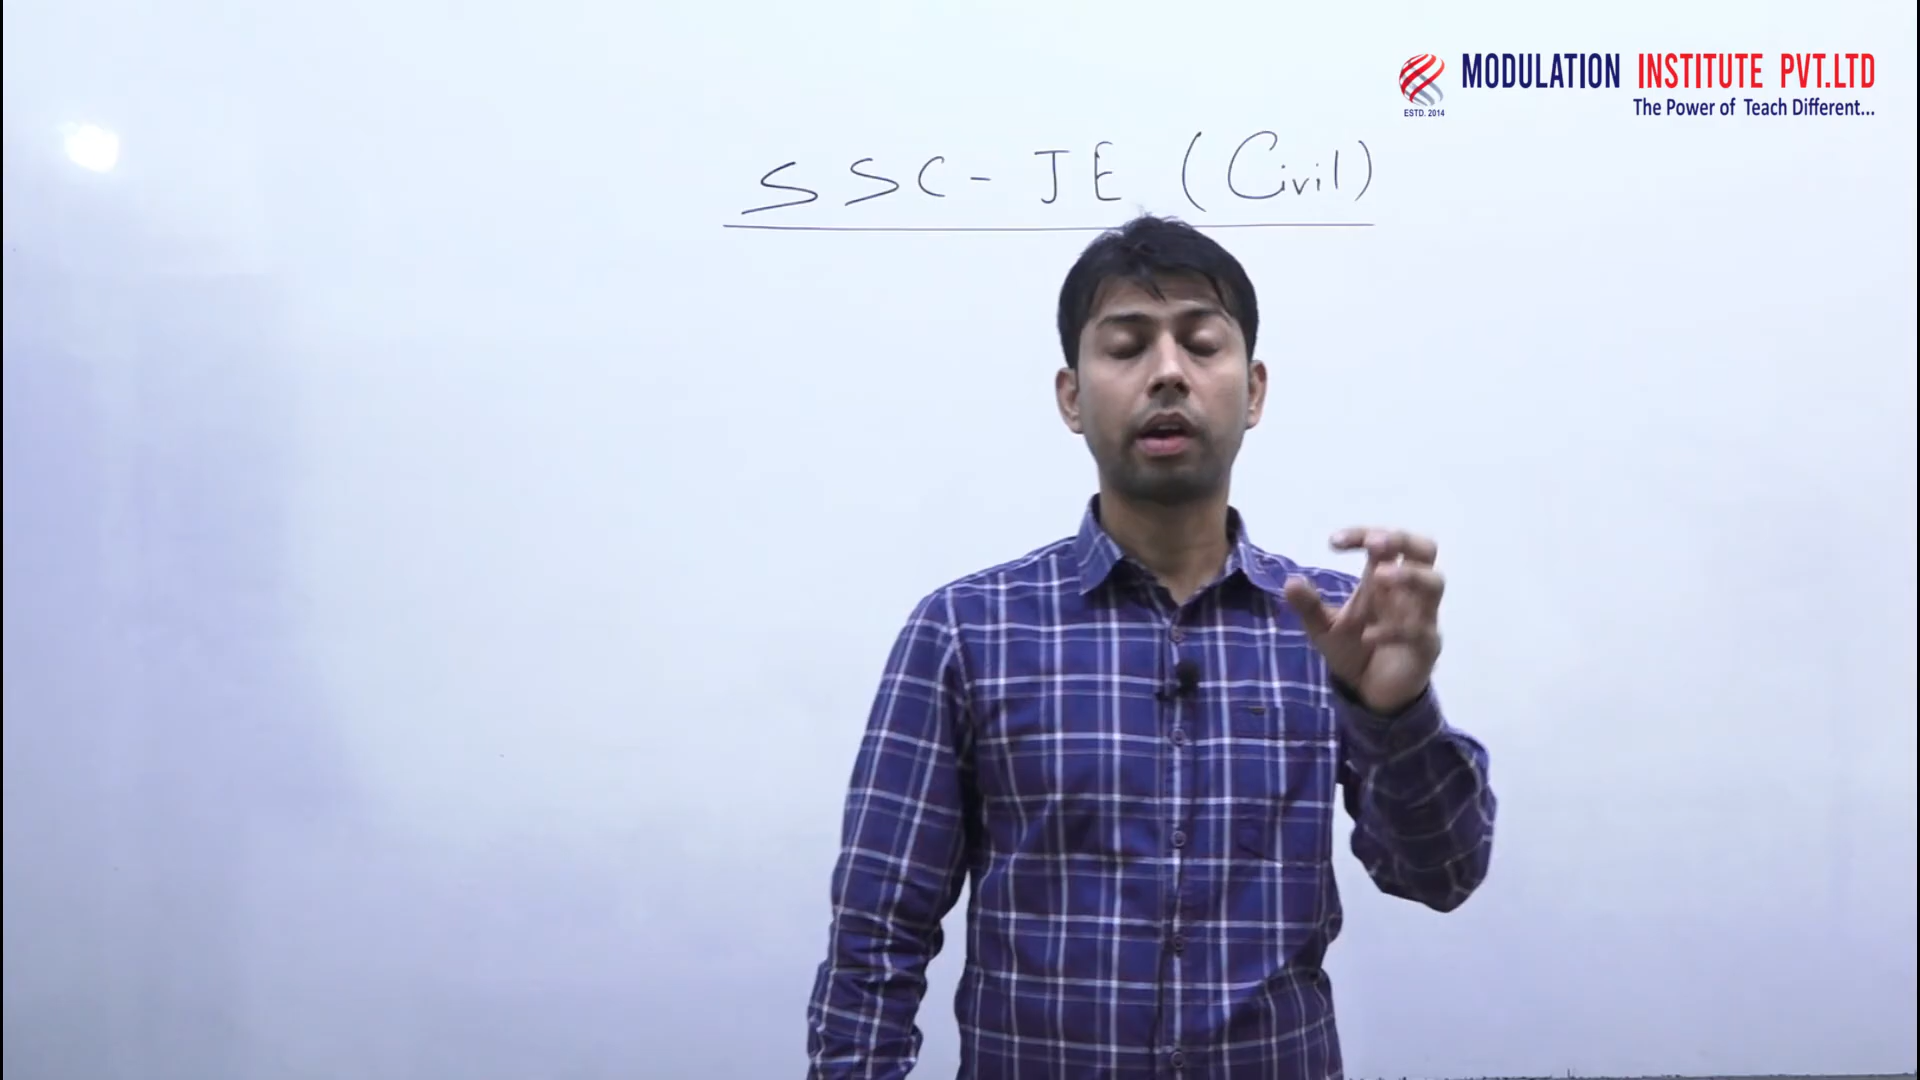 MODULATION INSTITUTE PVT.LTD
The Power of Teach Different...
ESTD. 2014
SSC- JE (Civil)